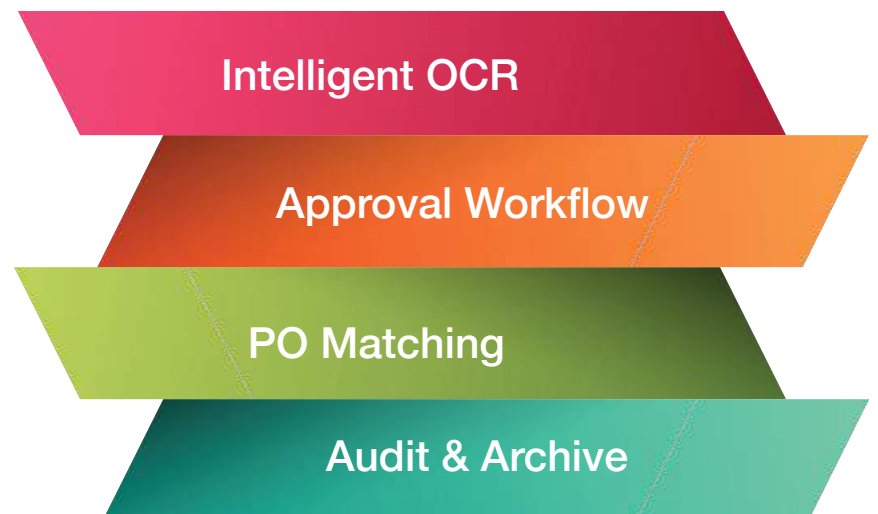 Intelligent OCR
Approval Workflow
PO Matching
Audit & Archive